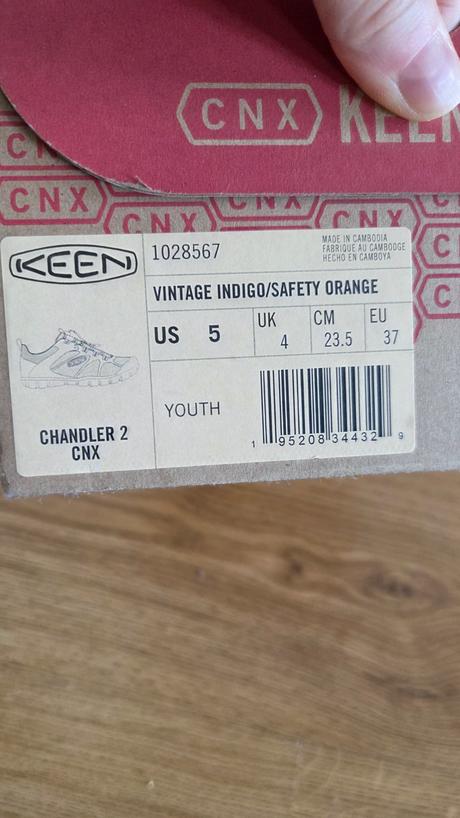 CNX KEEN
CNX
CNX
CNX
CNX
KEEN
1028567
MADE IN CAMBODIA
FABRIQUE AU CAMBODGE
HECHO EN CAMBOYA
VINTAGE INDIGO/SAFETY ORANGE
US 5
UK 4
CM 23.5
EU 37
YOUTH
CHANDLER 2
CNX
1 95208 34432 9